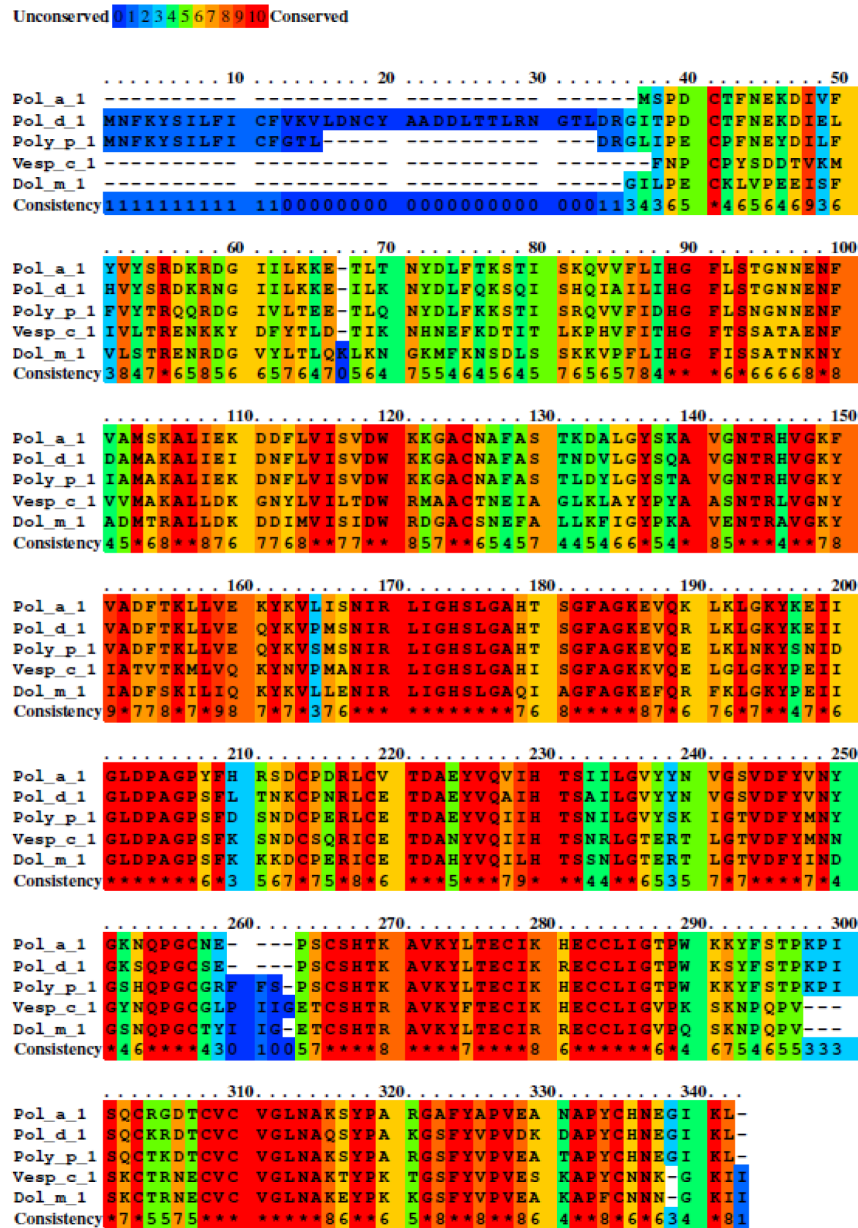 Unconserved 0 1 2 3 4 5 6 7 8 9 10 Conserved
. . . . . . . . 10 . . . . . . . . 20 . . . . . . . . 30 . . . . . . . . 40 . . . . . . . . 50
Pol_a_1 ---------- ---------- ---------- ------MSPD CTFNEKDIVF
Pol_d_1 MNFKYSILFI CFVKVLDNCY AADDLTTLRN GTLDRGITPD CTFNEKDIEL
Poly_p_1 MNFKYSILFI CFGTL----- ---------- ---DRGLIPE CPFNEYDILF
Vesp_c_1 ---------- ---------- ---------- -------FNP CPYSDDTVKM
Dol_m_1 ---------- ---------- ---------- -----GILPE CKLVPEEISF
Consistency 1111111111 1100000000 0000000000 0001134365 *465646936
. . . . . . . . 60 . . . . . . . . 70 . . . . . . . . 80 . . . . . . . . 90 . . . . . . . . 100
Pol_a_1 YVYSRDKRDG IILKKE-TLT NYDLFTKSTI SKQVVFLIHG FLSTGNNENF
Pol_d_1 HVYSRDKRNG IILKKE-ILK NYDLFQKSQI SHQIAILIHG FLSTGNNENF
Poly_p_1 FVYTRQQRDG IVLTEE-TLQ NYDLFKKSTI SRQVVFIDHG FLSNGNNENF
Vesp_c_1 IVLTRENKKY DFYTLD-TIK NHNEFKDTIT LKPHVFITHG FTSSATAENF
Dol_m_1 VLSTRENRDG VYLTLQKLKN GKMFKNSDLS SKKVPFLIHG FISSATNKNY
Consistency 3847*65856 6576470564 7554645645 76565784** *6*66668*8
. . . . . . . . 110 . . . . . . . . 120 . . . . . . . . 130 . . . . . . . . 140 . . . . . . . . 150
Pol_a_1 VAMSKALIEK DDFLVISVDW KKGACNAFAS TKDALGYSKA VGNTRHVGKF
Pol_d_1 DAMAKALIEI DNFLVISVDW KKGACNAFAS TNDVLGYSQA VGNTRHVGKY
Poly_p_1 IAMAKALIEK DNFLVISVDW KKGACNAFAS TLDYLGYSTA VGNTRHVGKY
Vesp_c_1 VVMAKALLDK GNYLVILTDW RMAACTNEIA GLKLAYYPYA ASNTRLVGNY
Dol_m_1 ADMTRALLDK DDIMVISIDW RDGACSNEFA LLKFIGYPKA VENTRAVGKY
Consistency 45*68**876 7768**77** 857**65457 445466*54* 85***4**78
. . . . . . . . 160 . . . . . . . . 170 . . . . . . . . 180 . . . . . . . . 190 . . . . . . . . 200
Pol_a_1 VADFTKLLVE KYKVLISNIR LIGHSLGAHT SGFAGKEVQK LKLGKYKEII
Pol_d_1 VADFTKLLVE QYKVPMSNIR LIGHSLGAHT SGFAGKEVQR LKLGKYKEII
Poly_p_1 VADFTKLLVE QYKVSMSNIR LIGHSLGAHT SGFAGKEVQE LKLNKYSNID
Vesp_c_1 IATVTKMLVQ KYNVPMANIR LIGHSLGAHI SGFAGKKVQE LGLGKYPEII
Dol_m_1 IADFSKILIQ KYKVLLENIR LIGHSLGAQI AGFAGKEFQR FKLGKYPEII
Consistency 9*778*7*98 7*7*376*** ********76 8*****87*6 76*7**47*6
. . . . . . . . 210 . . . . . . . . 220 . . . . . . . . 230 . . . . . . . . 240 . . . . . . . . 250
Pol_a_1 GLDPAGPYFH RSDCPDRLCV TDAEYVQVIH TSIILGVYYN VGSVDFYVNY
Pol_d_1 GLDPAGPSFL TNKCPNRLCE TDAEYVQAIH TSAILGVYYN VGSVDFYVNY
Poly_p_1 GLDPAGPSFD SNDCPERLCE TDAEYVQIIH TSNILGVYSK IGTVDFYMNY
Vesp_c_1 GLDPAGPSFK SNDCSQRICE TDANYVQIIH TSNRLGTERT LGTVDFYMNN
Dol_m_1 GLDPAGPSFK KKDCPERICE TDAHYVQILH TSSNLGTERT LGTVDFYIND
Consistency *******6*3 567*75*8*6 ***5***79* **44**6535 7*7****7*4
. . . . . . . . 260 . . . . . . . . 270 . . . . . . . . 280 . . . . . . . . 290 . . . . . . . . 300
Pol_a_1 GKNQPGCNE- ---PSCSHTK AVKYLTECIK HECCLIGTPW KKYFSTPKPI
Pol_d_1 GKSQPGCSE- ---PSCSHTK AVKYLTECIK RECCLIGTPW KSYFSTPKPI
Poly_p_1 GSHQPGCGRF FS-PSCSHTK AVKYLTECIK HECCLIGTPW KKYFSTPKPI
Vesp_c_1 GYNQPGCGLP IIGETCSHTR AVKYFTECIK HECCLIGVPK SKNPQPV---
Dol_m_1 GSNQPGCTYI IG-ETCSHTR AVKYLTECIR RECCLIGVPQ SKNPQPV---
Consistency *46****430 10057****8 ****7****8 6******6*4 6754655333
. . . . . . . . 310 . . . . . . . . 320 . . . . . . . . 330 . . . . . . . . 340 . . .
Pol_a_1 SQCRGDTCVC VGLNAKSYPA RGAFYAPVEA NAPYCHNEGI KL-
Pol_d_1 SQCKRDTCVC VGLNAQSYPA KGSFYVPVDK DAPYCHNEGI KL-
Poly_p_1 SQCTKDTCVC VGLNAKSYPA RGSFYVPVEA TAPYCHNEGI KL-
Vesp_c_1 SKCTRNECVC VGLNAKTYPK TGSFYVPVES KAPYCNNK-G KII
Dol_m_1 SKCTRNECVC VGLNAKEYPK KGSFYVPVEA KAPFCNNN-G KII
Consistency *7*5575*** ******86*6 5*8**8**86 4**8*6*634 *81